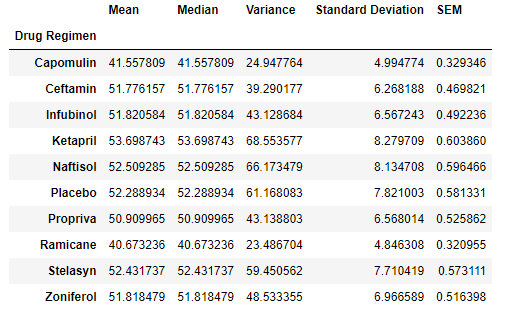 Mean Median Variance Standard Deviation SEM
Drug Regimen
Capomulin 41.557809 41.557809 24.947764 4.994774 0.329346
Ceftamin 51.776157 51.776157 39.290177 6.268188 0.469821
Infubinol 51.820584 51.820584 43.128684 6.567243 0.492236
Ketapril 53.698743 53.698743 68.553577 8.279709 0.603860
Naftisol 52.509285 52.509285 66.173479 8.134708 0.596466
Placebo 52.288934 52.288934 61.168083 7.821003 0.581331
Propriva 50.909965 50.909965 43.138803 6.568014 0.525862
Ramicane 40.673236 40.673236 23.486704 4.846308 0.320955
Stelasyn 52.431737 52.431737 59.450562 7.710419 0.573111
Zoniferol 51.818479 51.818479 48.533355 6.966589 0.516398